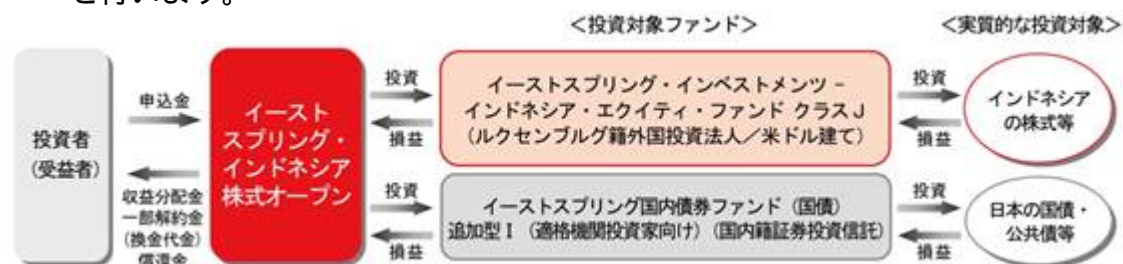 を行います。
<投資対象ファンド>
<実質的な投資対象>
投資者
(受益者)
申込金
収益分配金
一部解約金
(換金代金)
償還金
イースト
スプリング・
インドネシア
株式オープン
投資
損益
投資
損益
イーストスプリング・インベストメンツ −
インドネシア・エクイティ・ファンド クラスJ
(ルクセンブルグ籍外国投資法人/米ドル建て)
イーストスプリング国内債券ファンド(国債)
追加型Ⅰ(適格機関投資家向け)(国内籍証券投資信託)
投資
損益
投資
損益
インドネシア
の株式等
日本の国債・
公共債等